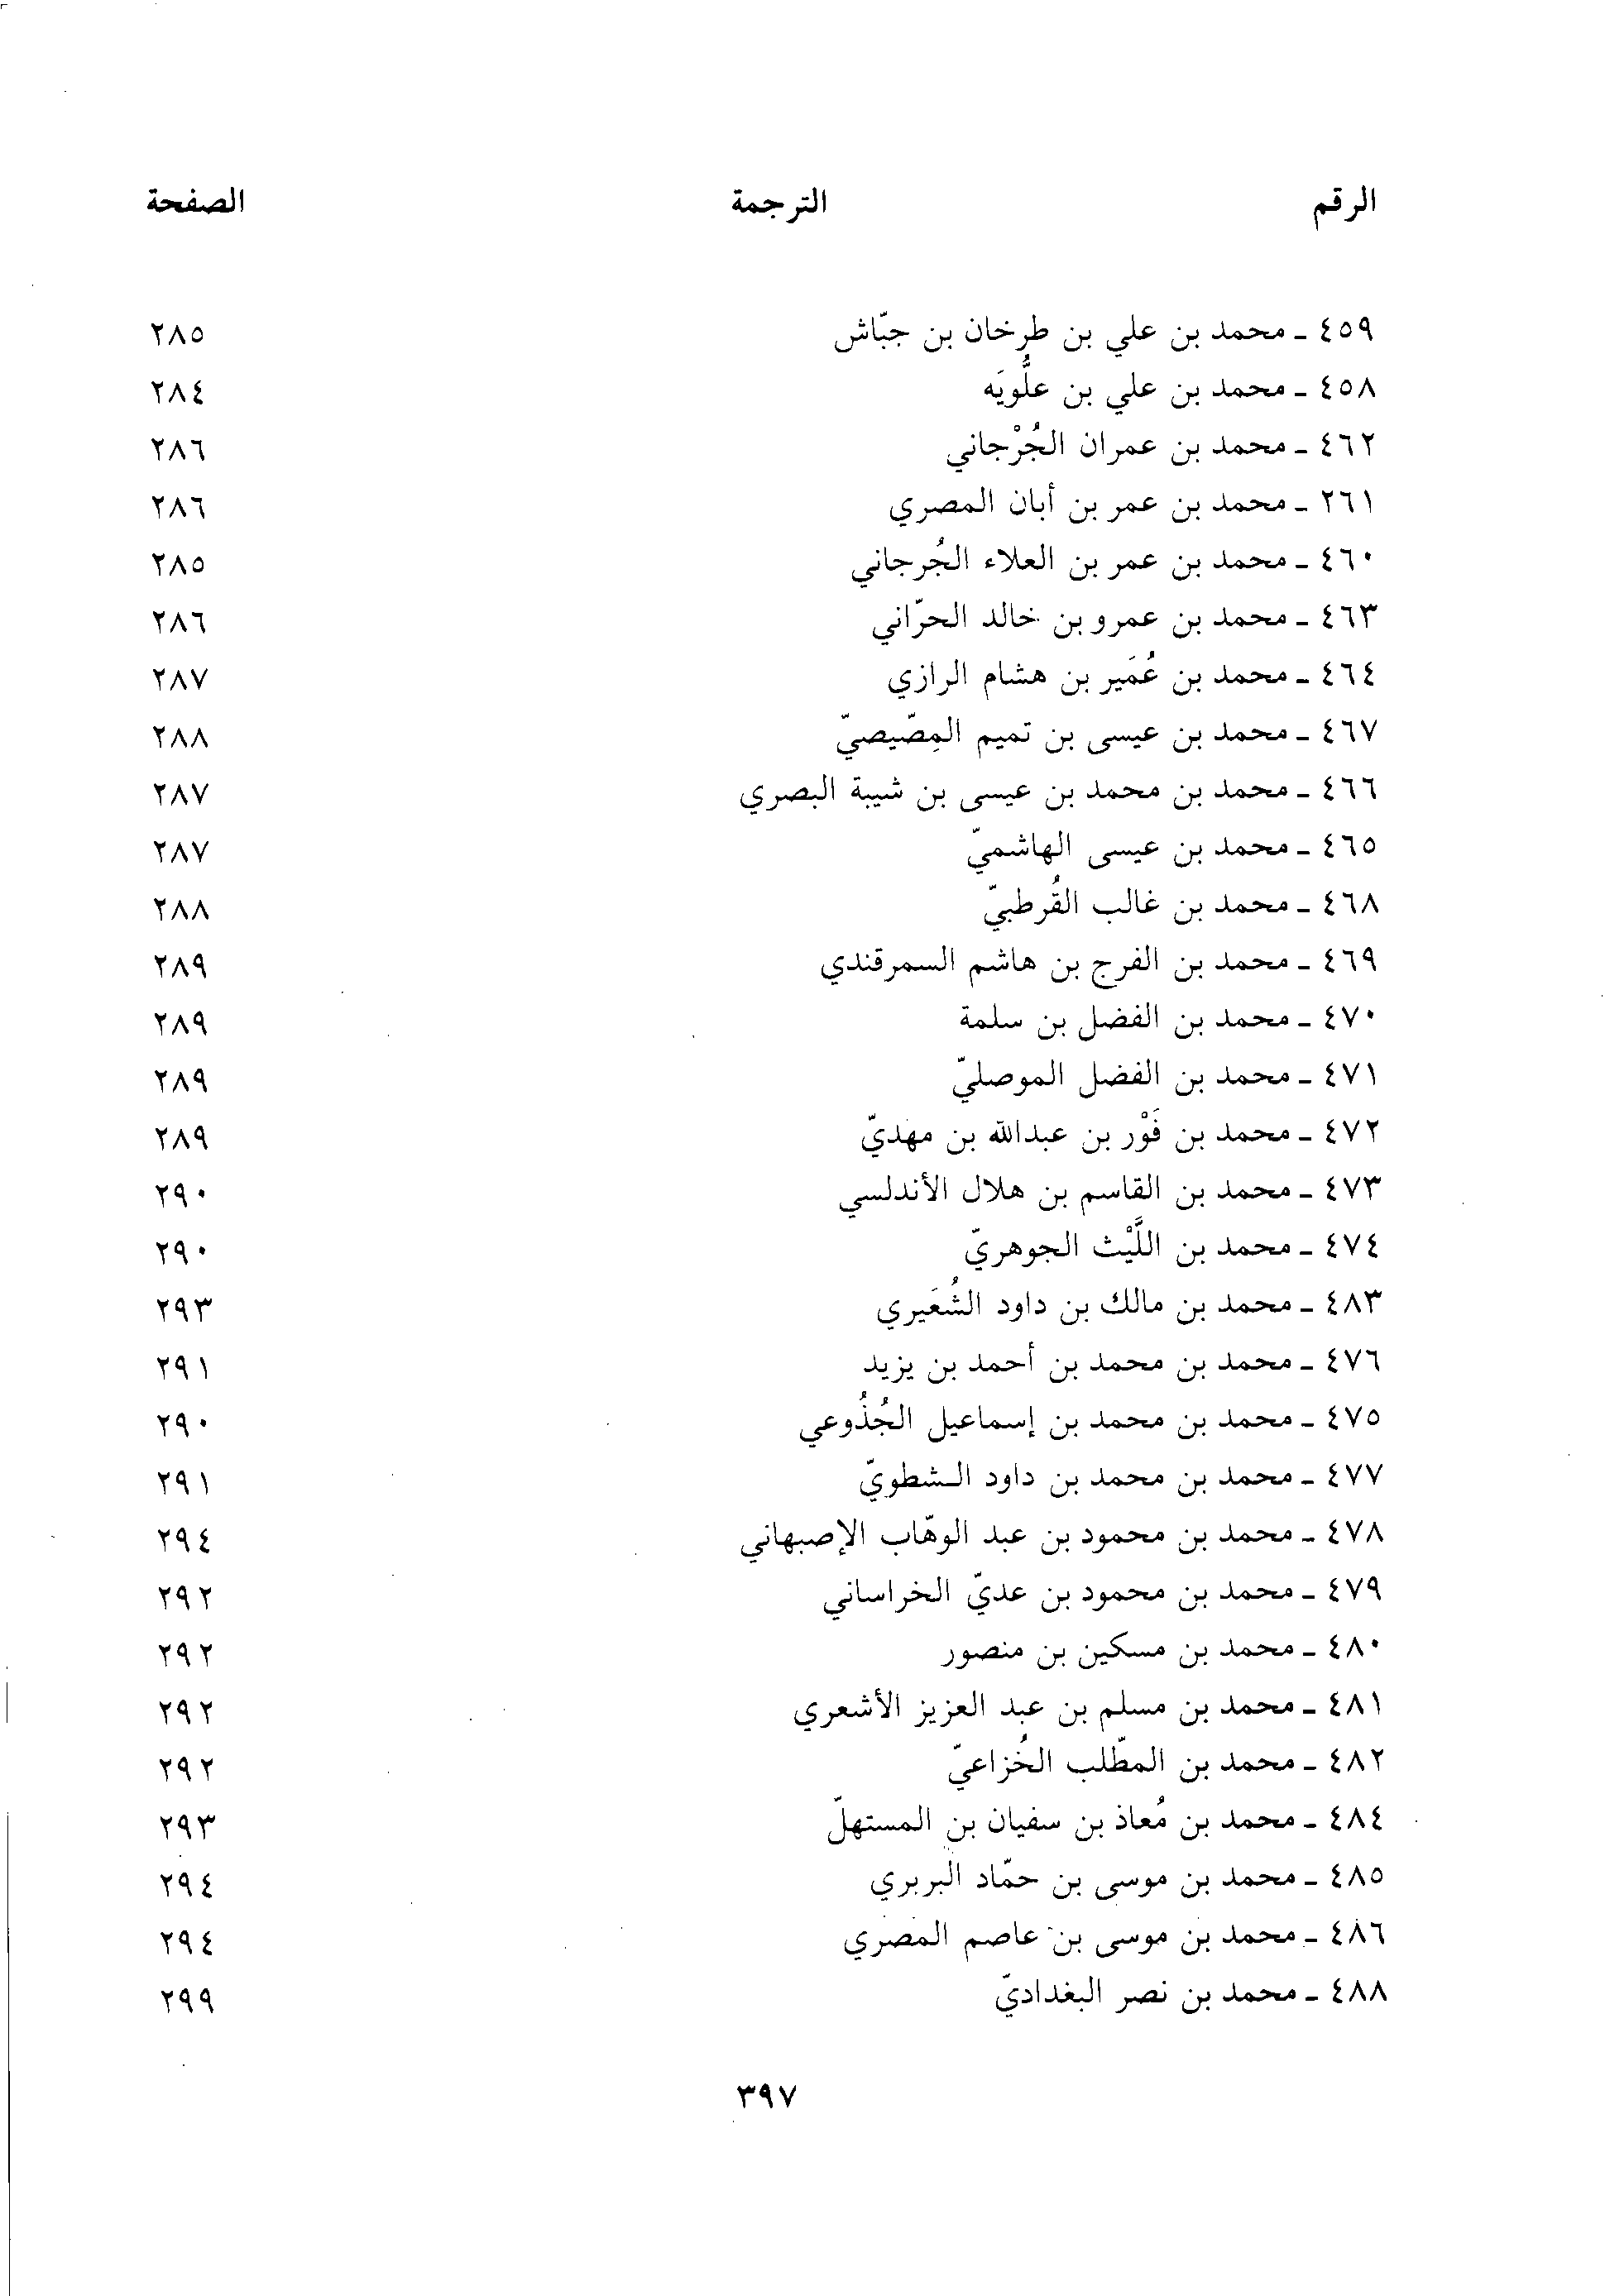 الرقم الترجمة الصفحة
٤٥٩ ـ محمد بن علي بن طرخان بن جبّاش ٢٨٥
٤٥٨ ـ محمد بن علي بن علُّويَه ٢٨٤
٤٦٢ ـ محمد بن عمران الجُرْجاني ٢٨٦
٢٦١ ـ محمد بن عمر بن أبان المصري ٢٨٦
٤٦٠ ـ محمد بن عمر بن العلاء الجُرجاني ٢٨٥
٤٦٣ ـ محمد بن عمرو بن خالد الحرّاني ٢٨٦
٤٦٤ ـ محمد بن عُمَير بن هشام الرازي ٢٨٧
٤٦٧ ـ محمد بن عيسى بن تميم المِصّيصيّ ٢٨٨
٤٦٦ ـ محمد بن محمد بن عيسى بن شيبة البصري ٢٨٧
٤٦٥ ـ محمد بن عيسى الهاشميّ ٢٨٧
٤٦٨ ـ محمد بن غالب القُرطبيّ ٢٨٨
٤٦٩ ـ محمد بن الفرج بن هاشم السمرقندي ٢٨٩
٤٧٠ ـ محمد بن الفضل بن سلمة ٢٨٩
٤٧١ ـ محمد بن الفضل الموصليّ ٢٨٩
٤٧٢ ـ محمد بن فَوْر بن عبدالله بن مهديّ ٢٨٩
٤٧٣ ـ محمد بن القاسم بن هلال الأندلسي ٢٩٠
٤٧٤ ـ محمد بن اللَّيْث الجوهريّ ٢٩٠
٤٨٣ ـ محمد بن مالك بن داود الشُعَيري ٢٩٣
٤٧٦ ـ محمد بن محمد بن أحمد بن يزيد ٢٩١
٤٧٥ ـ محمد بن محمد بن إسماعيل الجُذُوعي ٢٩٠
٤٧٧ ـ محمد بن محمد بن داود الشطويّ ٢٩١
٤٧٨ ـ محمد بن محمود بن عبد الوهّاب الإصبهاني ٢٩٤
٤٧٩ ـ محمد بن محمود بن عديّ الخراساني ٢٩٢
٤٨٠ ـ محمد بن مسكين بن منصور ٢٩٢
٤٨١ ـ محمد بن مسلم بن عبد العزيز الأشعري ٢٩٢
٤٨٢ ـ محمد بن المطّلب الخُزاعيّ ٢٩٢
٤٨٤ ـ محمد بن مُعاذ بن سفيان بن المستهلّ ٢٩٣
٤٨٥ ـ محمد بن موسى بن حمّاد البربري ٢٩٤
٤٨٦ ـ محمد بن موسى بن عاصم المصري ٢٩٤
٤٨٨ ـ محمد بن نصر البغداديّ ٢٩٩
٣٩٧